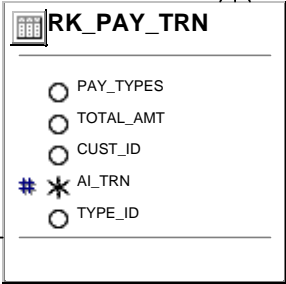 RK_PAY_TRN
PAY_TYPES
TOTAL_AMT
CUST_ID
# * AI_TRN
TYPE_ID